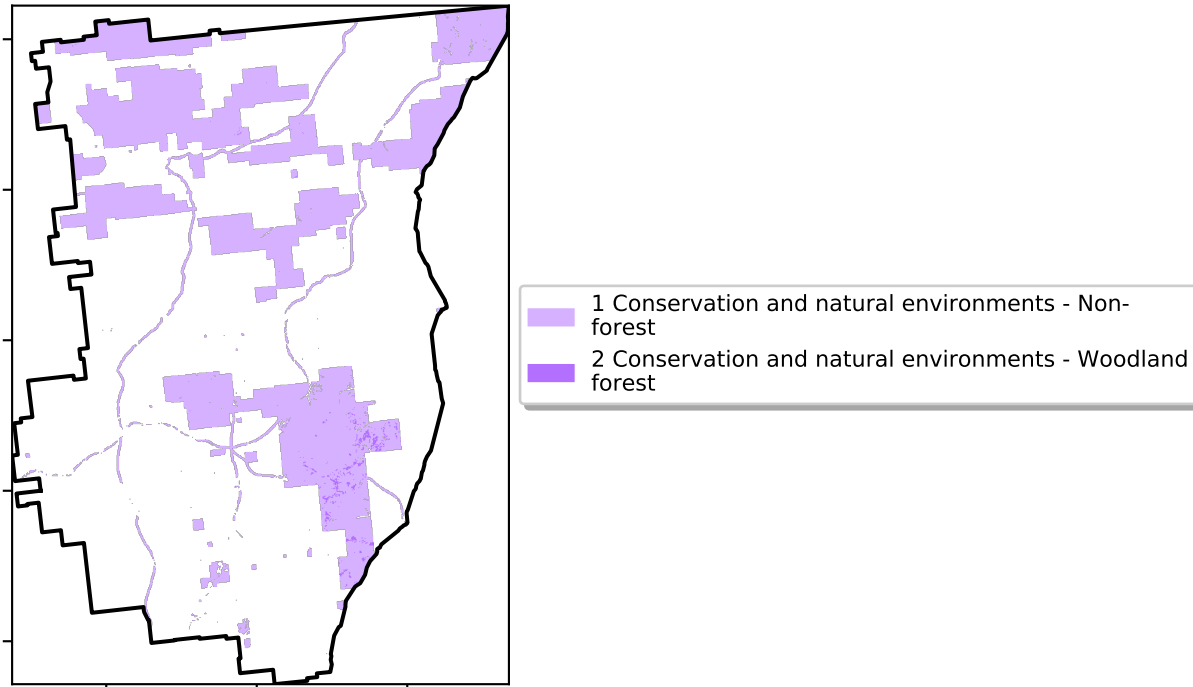 1 Conservation and natural environments - Non-
forest
2 Conservation and natural environments - Woodland
forest